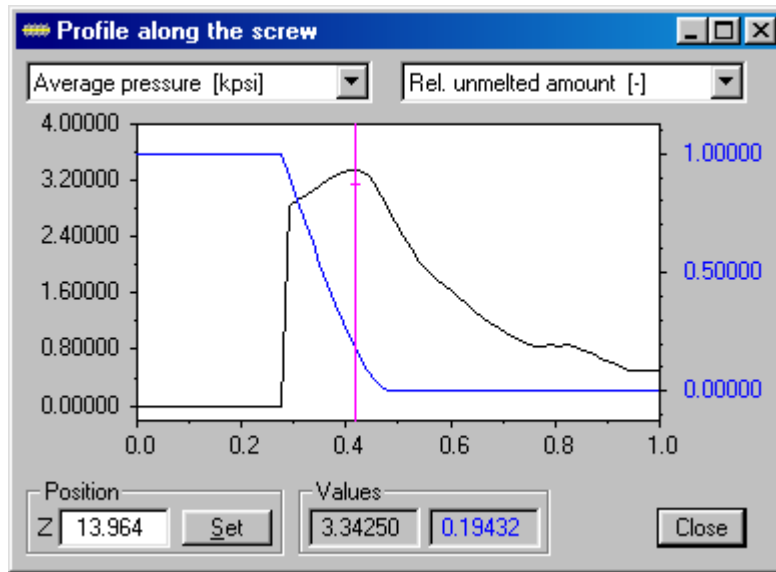 Profile along the screw
Average pressure [kpsi] Rel. unmelted amount [-]
4.00000
3.20000
2.40000
1.60000
0.80000
0.00000
1.00000
0.50000
0.00000
0.0 0.2 0.4 0.6 0.8 1.0
Position Values
Z 13.964 Set 3.34250 0.19432 Close